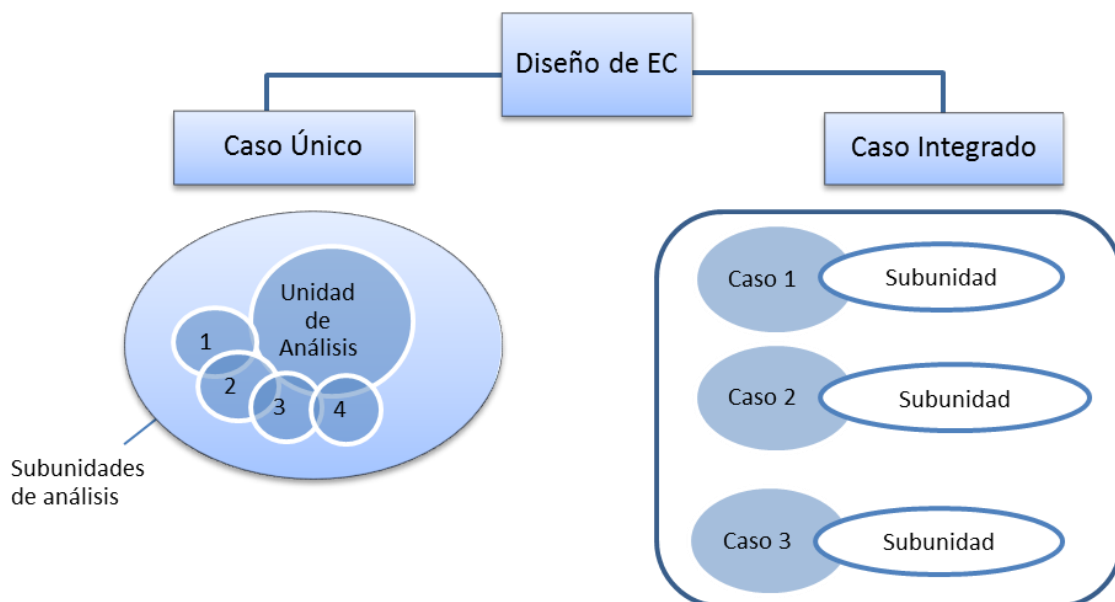 Diseño de EC
Caso Único
Caso Integrado
Unidad
de
Análisis
1
2
3
4
Subunidades
de análisis
Caso 1
Subunidad
Caso 2
Subunidad
Caso 3
Subunidad